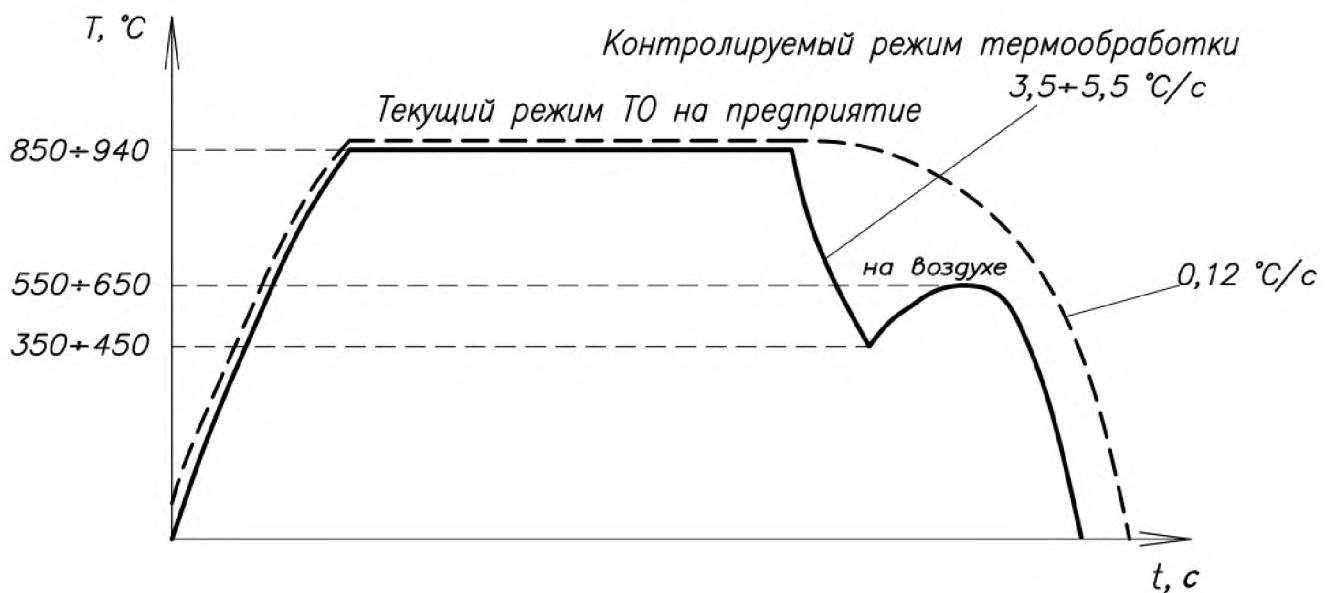 T, °C
Контролируемый режим термообработки
3,5÷5,5 °C/c
Текущий режим ТО на предприятие
850÷940
на воздухе
550÷650
0,12 °C/c
350÷450
t, c